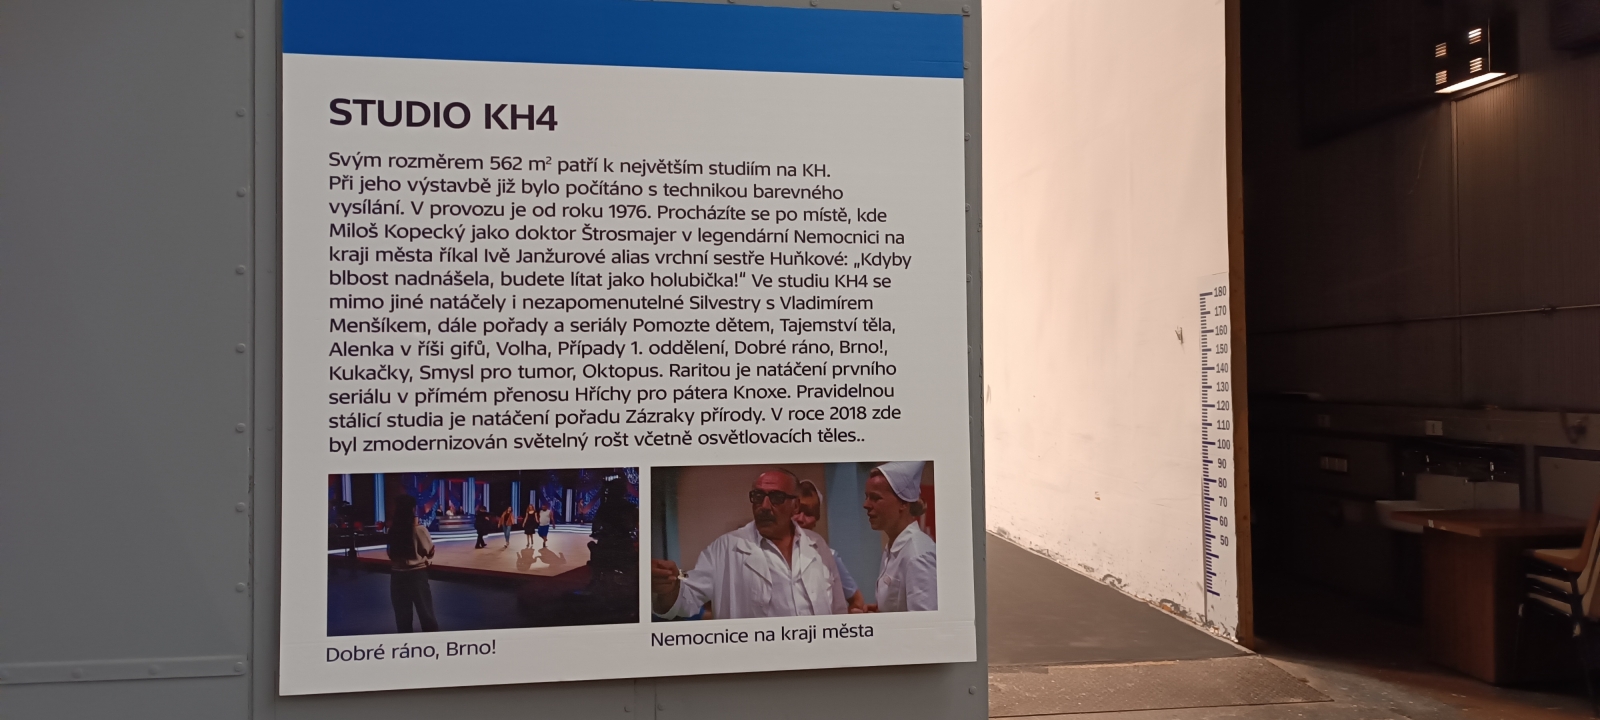 STUDIO KH4
Svým rozměrem 562 m² patří k největším studiím na KH.
Při jeho výstavbě již bylo počítáno s technikou barevného
vysílání. V provozu je od roku 1976. Procházíte se po místě, kde
Miloš Kopecký jako doktor Štrosmajer v legendární Nemocnici na
kraji města říkal Ivě Janžurové alias vrchní sestře Huňkové: „Kdyby
blbost nadnášela, budete lítat jako holubička!" Ve studiu KH4 se
mimo jiné natáčely i nezapomenutelné Silvestry s Vladimírem
Menšíkem, dále pořady a seriály Pomozte dětem, Tajemství těla,
Alenka v říši gifů, Volha, Případy 1. oddělení, Dobré ráno, Brno!,
Kukačky, Smysl pro tumor, Oktopus. Raritou je natáčení prvního
seriálu v přímém přenosu Hříchy pro pátera Knoxe. Pravidelnou
stálicí studia je natáčení pořadu Zázraky přírody. V roce 2018 zde
byl zmodernizován světelný rošt včetně osvětlovacích těles..
Dobré ráno, Brno!
Nemocnice na kraji města
180
170
160
150
140
130
120
110
100
90
80
70
60
50